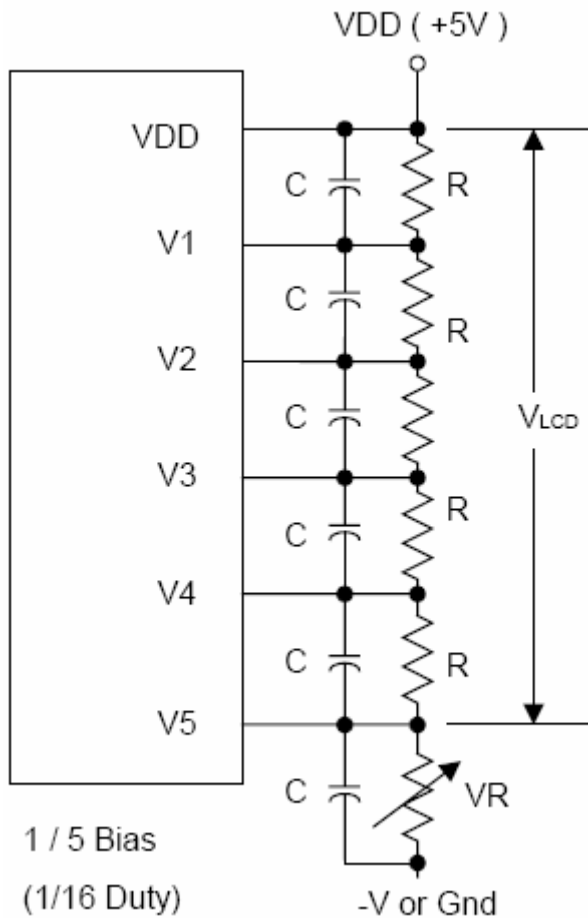 VDD ( +5V )
VDD
C
R
V1
C
R
V2
C
VLCD
V3
C
R
V4
C
R
V5
C
VR
1 / 5 Bias
(1/16 Duty)
-V or Gnd